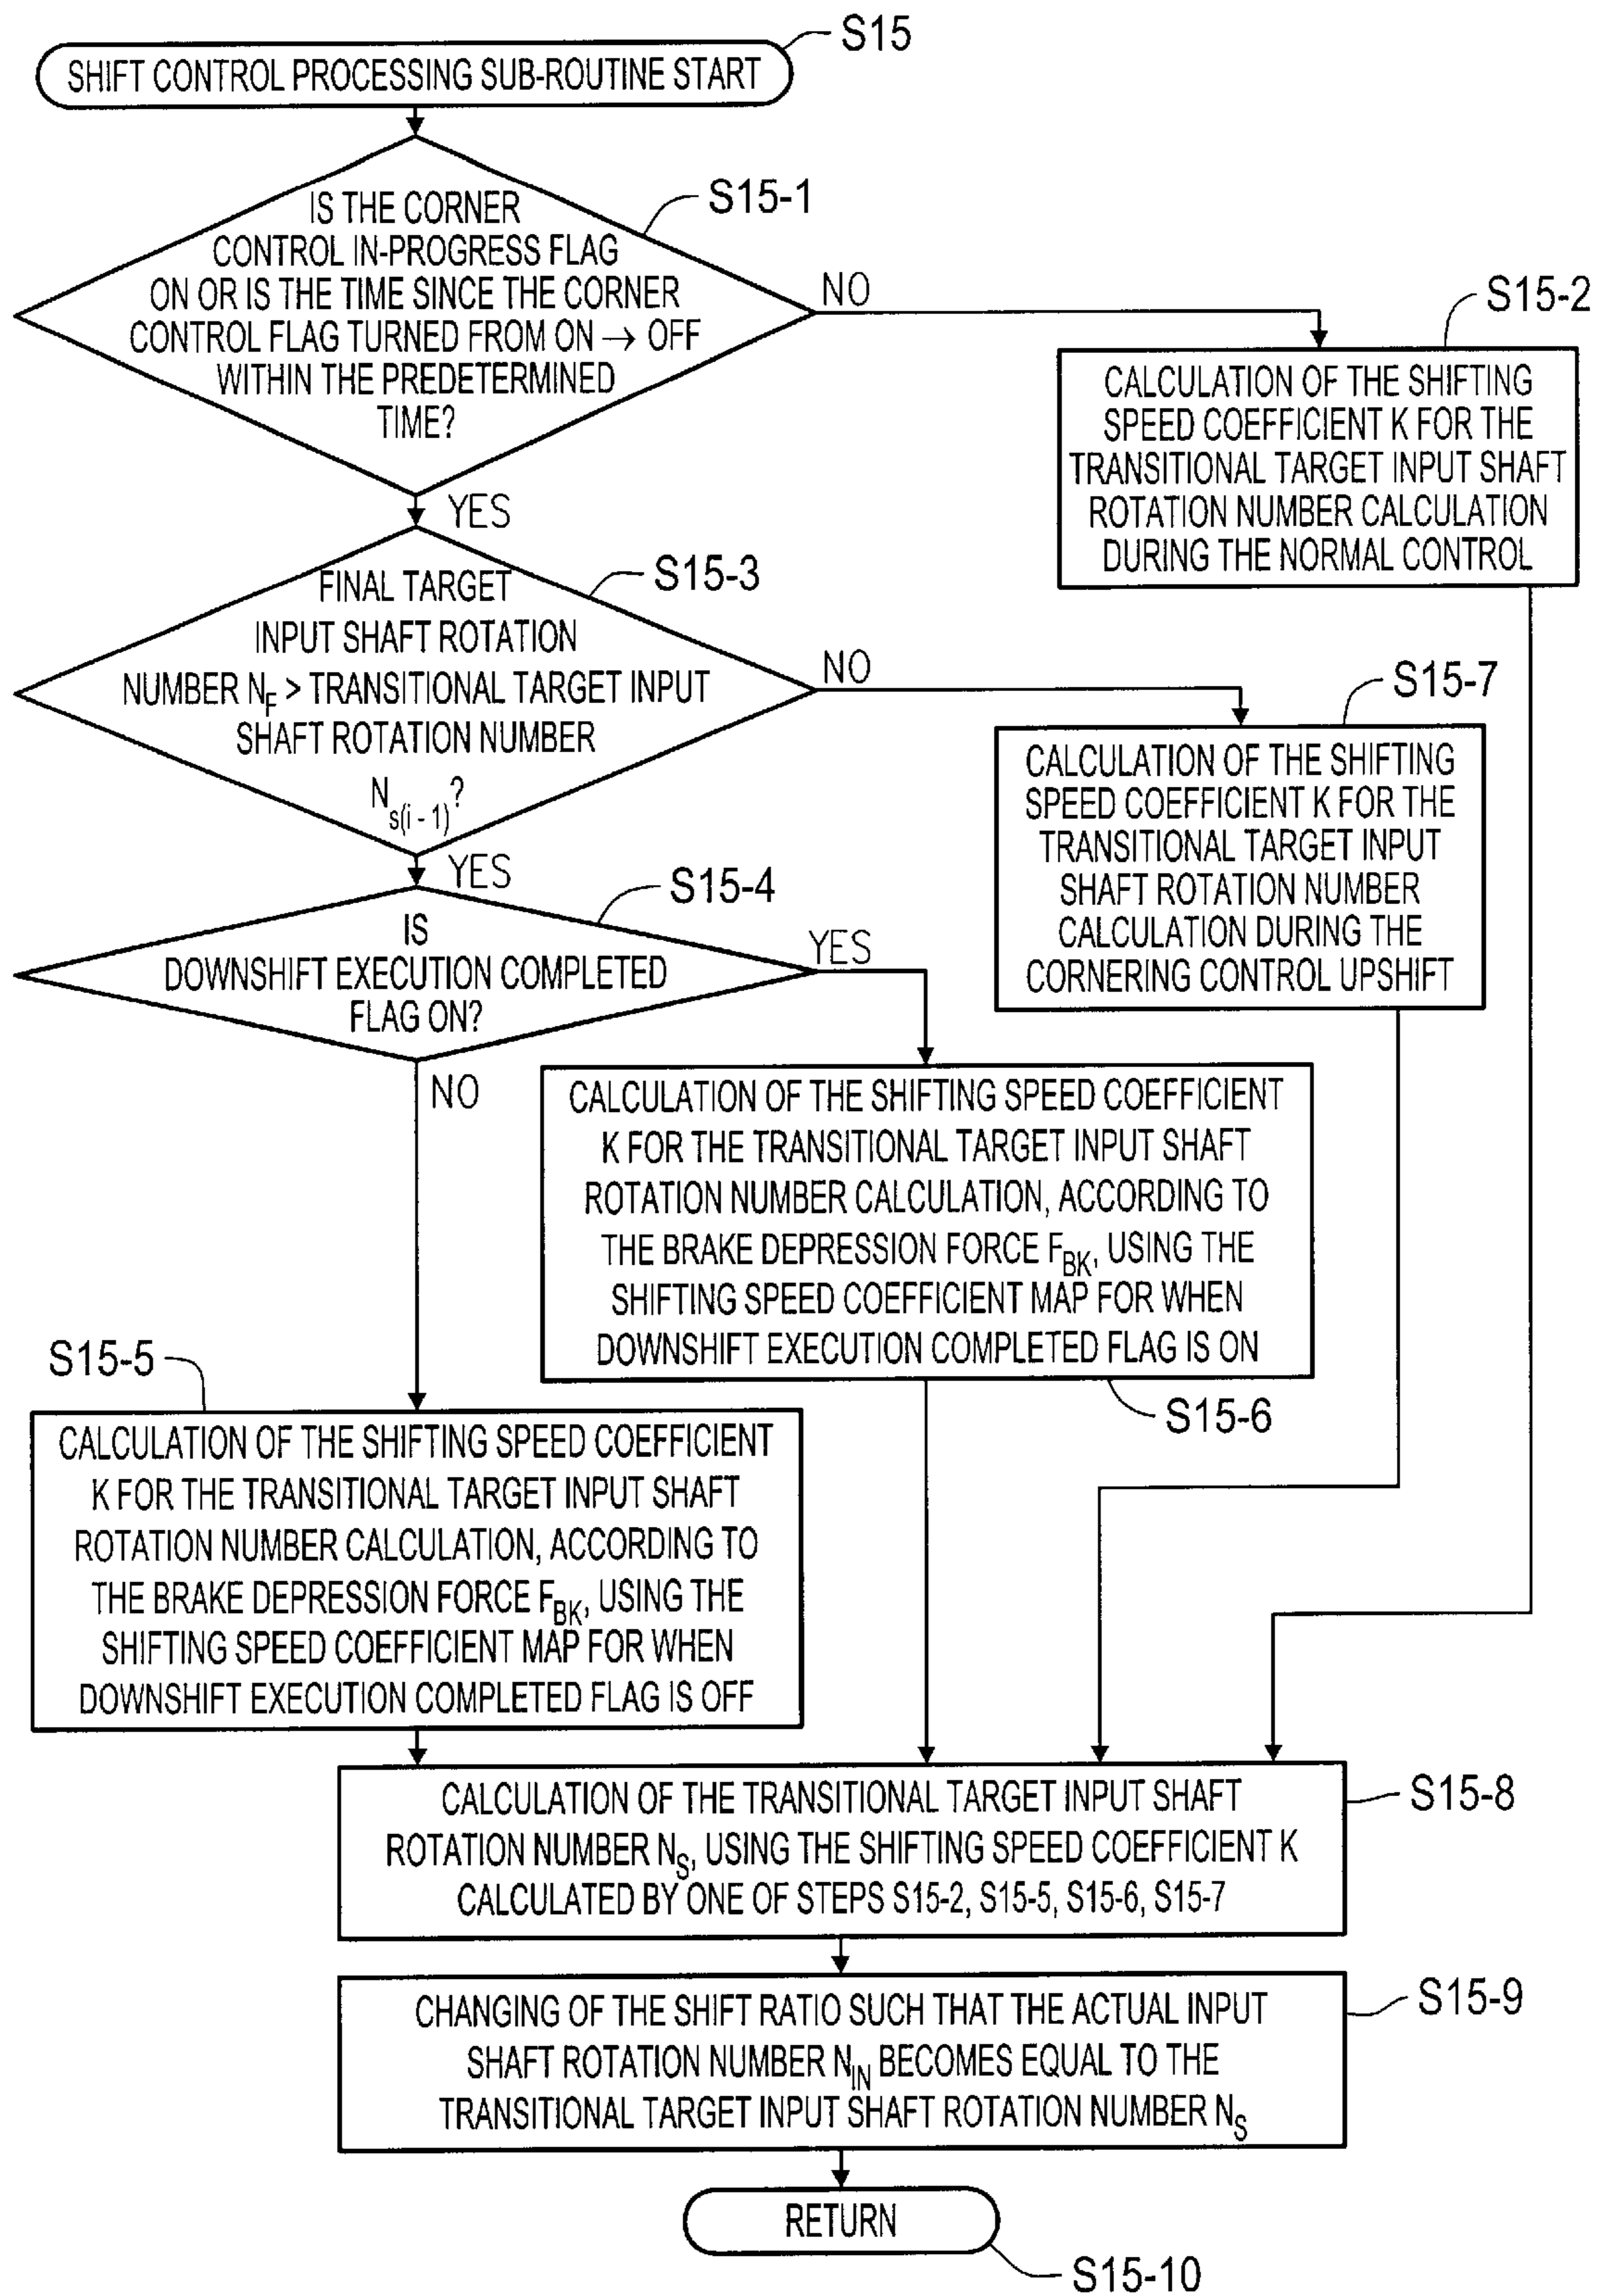 S15
SHIFT CONTROL PROCESSING SUB-ROUTINE START
S15-1
IS THE CORNER
CONTROL IN-PROGRESS FLAG
ON OR IS THE TIME SINCE THE CORNER
CONTROL FLAG TURNED FROM ON → OFF
WITHIN THE PREDETERMINED
TIME?
NO
YES
S15-2
CALCULATION OF THE SHIFTING
SPEED COEFFICIENT K FOR THE
TRANSITIONAL TARGET INPUT SHAFT
ROTATION NUMBER CALCULATION
DURING THE NORMAL CONTROL
S15-3
FINAL TARGET
INPUT SHAFT ROTATION
NUMBER NF > TRANSITIONAL TARGET INPUT
SHAFT ROTATION NUMBER
Ns(i - 1)?
NO
YES
S15-7
CALCULATION OF THE SHIFTING
SPEED COEFFICIENT K FOR THE
TRANSITIONAL TARGET INPUT
SHAFT ROTATION NUMBER
CALCULATION DURING THE
CORNERING CONTROL UPSHIFT
S15-4
IS
DOWNSHIFT EXECUTION COMPLETED
FLAG ON?
YES
NO
CALCULATION OF THE SHIFTING SPEED COEFFICIENT
K FOR THE TRANSITIONAL TARGET INPUT SHAFT
ROTATION NUMBER CALCULATION, ACCORDING TO
THE BRAKE DEPRESSION FORCE FBK, USING THE
SHIFTING SPEED COEFFICIENT MAP FOR WHEN
DOWNSHIFT EXECUTION COMPLETED FLAG IS ON
S15-6
S15-5
CALCULATION OF THE SHIFTING SPEED COEFFICIENT
K FOR THE TRANSITIONAL TARGET INPUT SHAFT
ROTATION NUMBER CALCULATION, ACCORDING TO
THE BRAKE DEPRESSION FORCE FBK, USING THE
SHIFTING SPEED COEFFICIENT MAP FOR WHEN
DOWNSHIFT EXECUTION COMPLETED FLAG IS OFF
S15-8
CALCULATION OF THE TRANSITIONAL TARGET INPUT SHAFT
ROTATION NUMBER NS, USING THE SHIFTING SPEED COEFFICIENT K
CALCULATED BY ONE OF STEPS S15-2, S15-5, S15-6, S15-7
S15-9
CHANGING OF THE SHIFT RATIO SUCH THAT THE ACTUAL INPUT
SHAFT ROTATION NUMBER NIN BECOMES EQUAL TO THE
TRANSITIONAL TARGET INPUT SHAFT ROTATION NUMBER NS
RETURN
S15-10